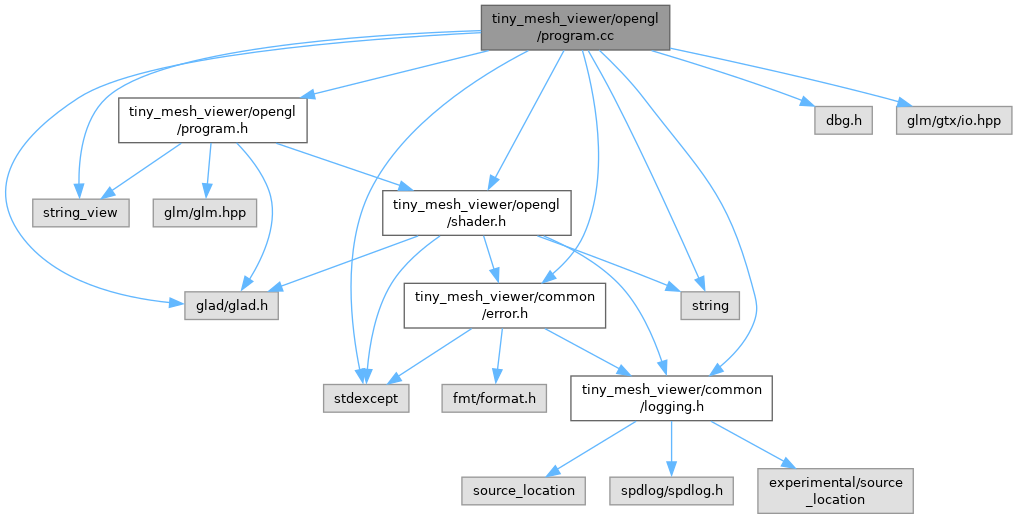 tiny_mesh_viewer/opengl
/program.cc
tiny_mesh_viewer/opengl
/program.h
dbg.h
glm/gtx/io.hpp
string_view
glm/glm.hpp
tiny_mesh_viewer/opengl
/shader.h
glad/glad.h
tiny_mesh_viewer/common
/error.h
string
stdexcept
fmt/format.h
tiny_mesh_viewer/common
/logging.h
source_location
spdlog/spdlog.h
experimental/source
_location